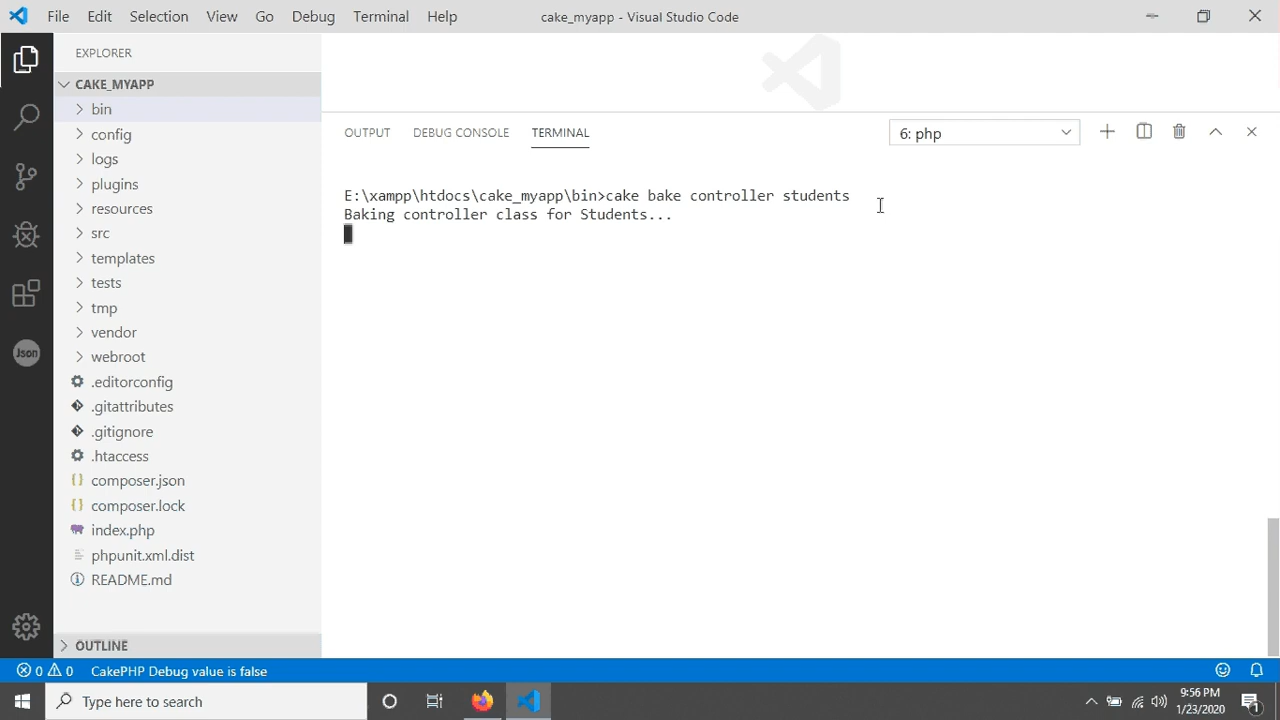 File Edit Selection View Go Debug Terminal Help
cake_myapp - Visual Studio Code
EXPLORER
CAKE_MYAPP
bin
config
logs
plugins
resources
src
templates
tests
tmp
vendor
webroot
.editorconfig
.gitattributes
.gitignore
.htaccess
composer.json
composer.lock
index.php
phpunit.xml.dist
README.md
OUTLINE
Json
OUTPUT DEBUG CONSOLE TERMINAL
6: php
E:\xampp\htdocs\cake_myapp\bin>cake bake controller students
Baking controller class for Students...
0 0 CakePHP Debug value is false
Type here to search
9:56 PM
1/23/2020
1